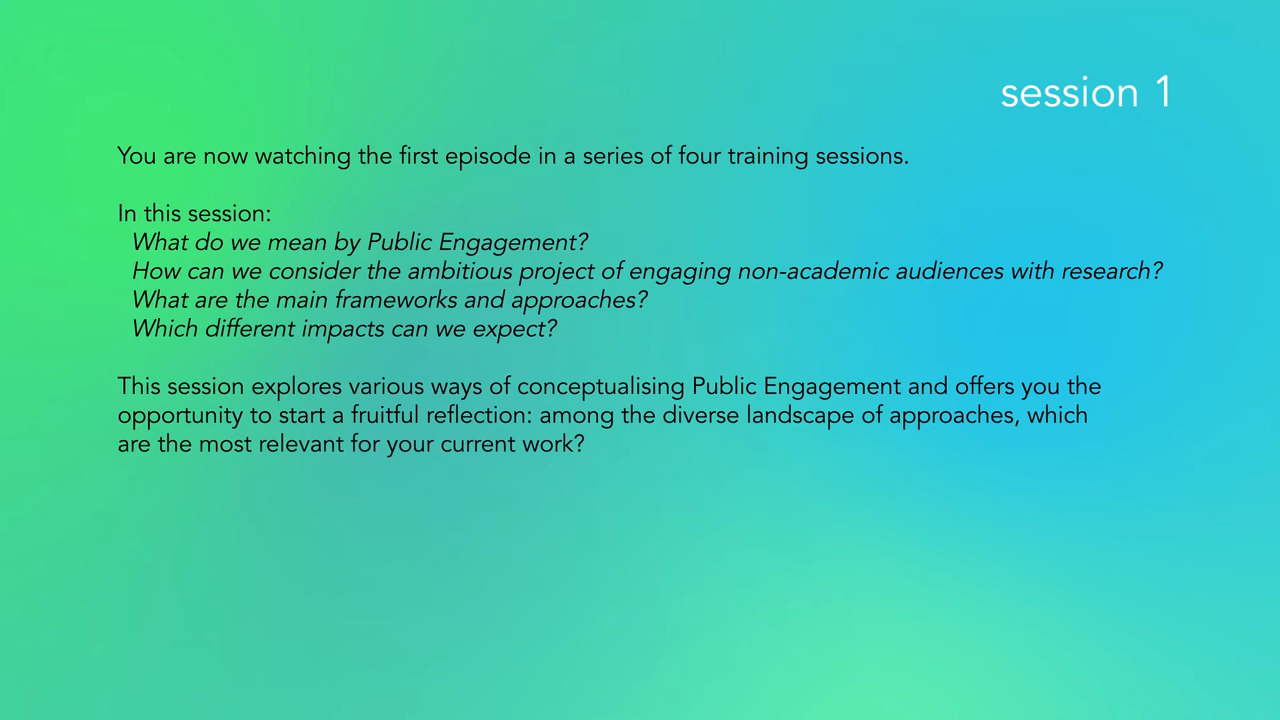 session 1
You are now watching the first episode in a series of four training sessions.
In this session:
What do we mean by Public Engagement?
How can we consider the ambitious project of engaging non-academic audiences with research?
What are the main frameworks and approaches?
Which different impacts can we expect?
This session explores various ways of conceptualising Public Engagement and offers you the
opportunity to start a fruitful reflection: among the diverse landscape of approaches, which
are the most relevant for your current work?